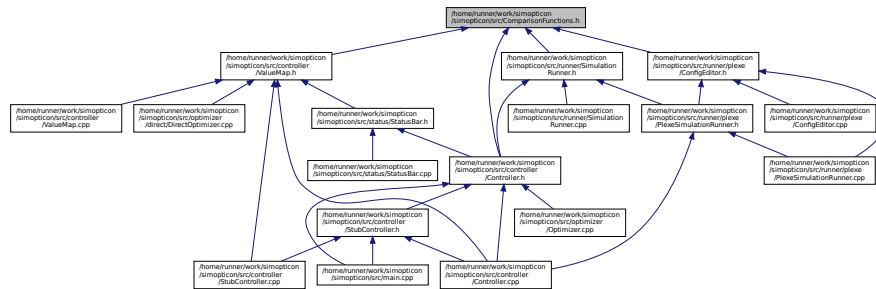 /home/runner/work/simopticon
/simopticon/src/ComparisonFunctions.h
/home/runner/work/simopticon
/simopticon/src/controller
/ValueMap.h
/home/runner/work/simopticon
/simopticon/src/runner/Simulation
Runner.h
/home/runner/work/simopticon
/simopticon/src/runner/plexe
/ConfigEditor.h
/home/runner/work/simopticon
/simopticon/src/controller
/ValueMap.cpp
/home/runner/work/simopticon
/simopticon/src/optimizer
/direct/DirectOptimizer.cpp
/home/runner/work/simopticon
/simopticon/src/status/StatusBar.h
/home/runner/work/simopticon
/simopticon/src/runner/Simulation
Runner.cpp
/home/runner/work/simopticon
/simopticon/src/runner/plexe
/PlexeSimulationRunner.h
/home/runner/work/simopticon
/simopticon/src/runner/plexe
/ConfigEditor.cpp
/home/runner/work/simopticon
/simopticon/src/status/StatusBar.cpp
/home/runner/work/simopticon
/simopticon/src/controller
/Controller.h
/home/runner/work/simopticon
/simopticon/src/runner/plexe
/PlexeSimulationRunner.cpp
/home/runner/work/simopticon
/simopticon/src/controller
/StubController.h
/home/runner/work/simopticon
/simopticon/src/optimizer
/Optimizer.cpp
/home/runner/work/simopticon
/simopticon/src/controller
/StubController.cpp
/home/runner/work/simopticon
/simopticon/src/main.cpp
/home/runner/work/simopticon
/simopticon/src/controller
/Controller.cpp